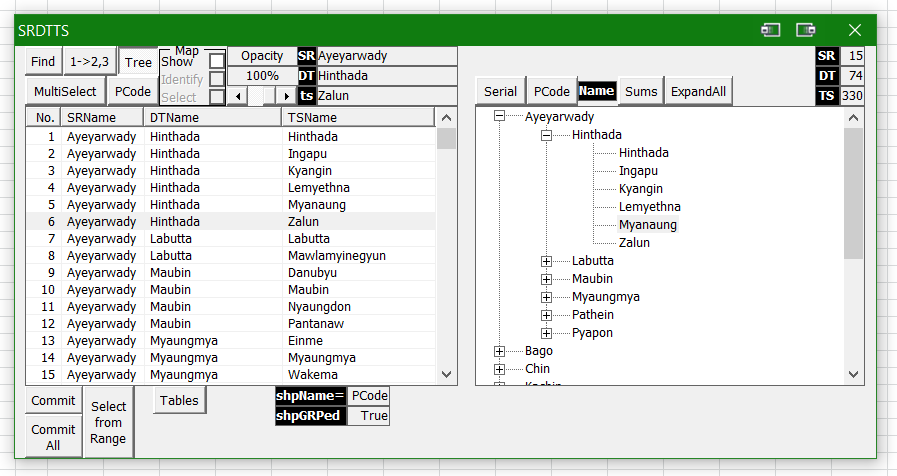 SRDTTS
Find 1->2,3 Tree Map Show Identify Select Opacity SR Ayeyarwady SR 15
100% DT Hinthada DT 74
MultiSelect PCode ts Zalun Serial PCode Name Sums ExpandAll TS 330
No. SRName DTName TSName
1 Ayeyarwady Hinthada Hinthada
2 Ayeyarwady Hinthada Ingapu
3 Ayeyarwady Hinthada Kyangin
4 Ayeyarwady Hinthada Lemyethna
5 Ayeyarwady Hinthada Myanaung
6 Ayeyarwady Hinthada Zalun
7 Ayeyarwady Labutta Labutta
8 Ayeyarwady Labutta Mawlamyinegyun
9 Ayeyarwady Maubin Danubyu
10 Ayeyarwady Maubin Maubin
11 Ayeyarwady Maubin Nyaungdon
12 Ayeyarwady Maubin Pantanaw
13 Ayeyarwady Myaungmya Einme
14 Ayeyarwady Myaungmya Myaungmya
15 Ayeyarwady Myaungmya Wakema
Ayeyarwady
Hinthada
Hinthada
Ingapu
Kyangin
Lemyethna
Myanaung
Zalun
Labutta
Maubin
Myaungmya
Pathein
Pyapon
Bago
Chin
Commit Select from Range Tables shpName= PCode
Commit All shpGRPed True